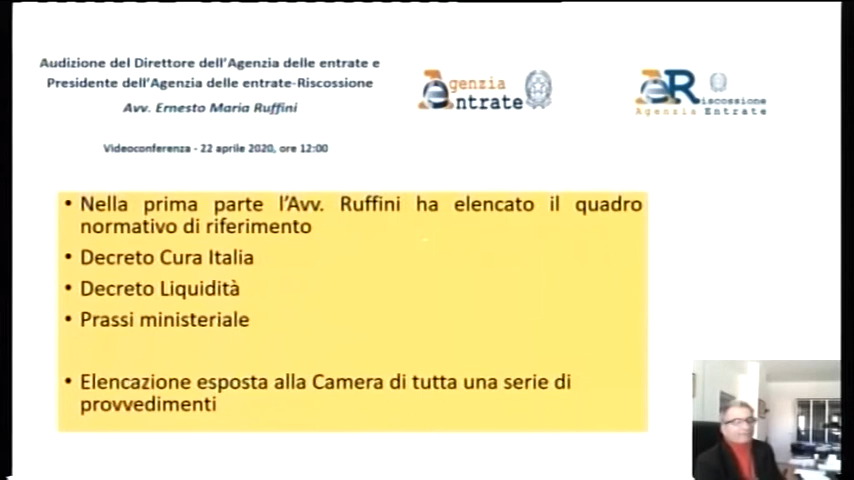 Audizione del Direttore dell'Agenzia delle entrate e
Presidente dell'Agenzia delle entrate-Riscossione
Avv. Ernesto Maria Ruffini
Videoconferenza - 22 aprile 2020, ore 12:00
agenzia
entrate
aeRiscossione
Agenzia Entrate
• Nella prima parte l'Avv. Ruffini ha elencato il quadro
normativo di riferimento
• Decreto Cura Italia
• Decreto Liquidità
• Prassi ministeriale
• Elencazione esposta alla Camera di tutta una serie di
provvedimenti